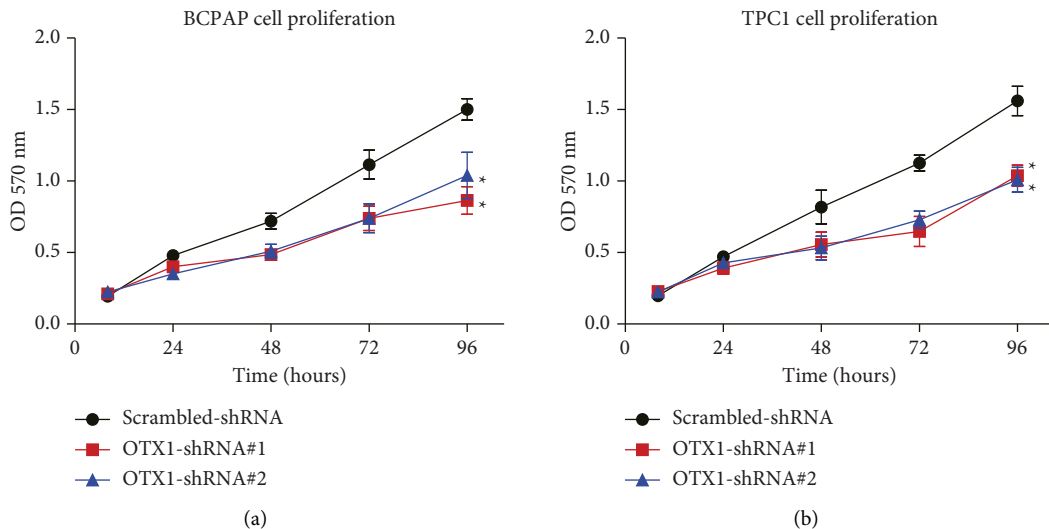 BCPAP cell proliferation
2.0
1.5
1.0
0.5
0.0
OD 570 nm
*
*
0 24 48 72 96
Time (hours)
Scrambled-shRNA
OTX1-shRNA#1
OTX1-shRNA#2
(a)
TPC1 cell proliferation
2.0
1.5
1.0
0.5
0.0
OD 570 nm
*
*
0 24 48 72 96
Time (hours)
Scrambled-shRNA
OTX1-shRNA#1
OTX1-shRNA#2
(b)